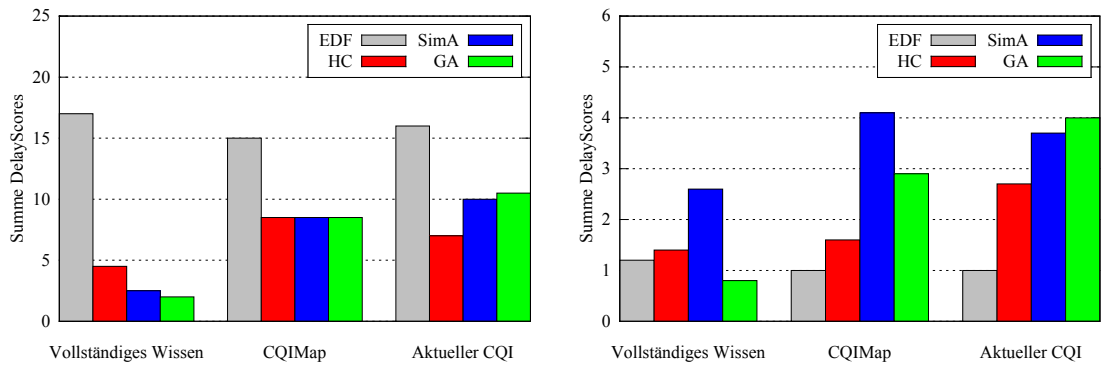 25
20
15
10
5
0
Summe DelayScores
EDF SimA
HC GA
Vollständiges Wissen CQIMap Aktueller CQI
6
5
4
3
2
1
0
Summe DelayScores
EDF SimA
HC GA
Vollständiges Wissen CQIMap Aktueller CQI